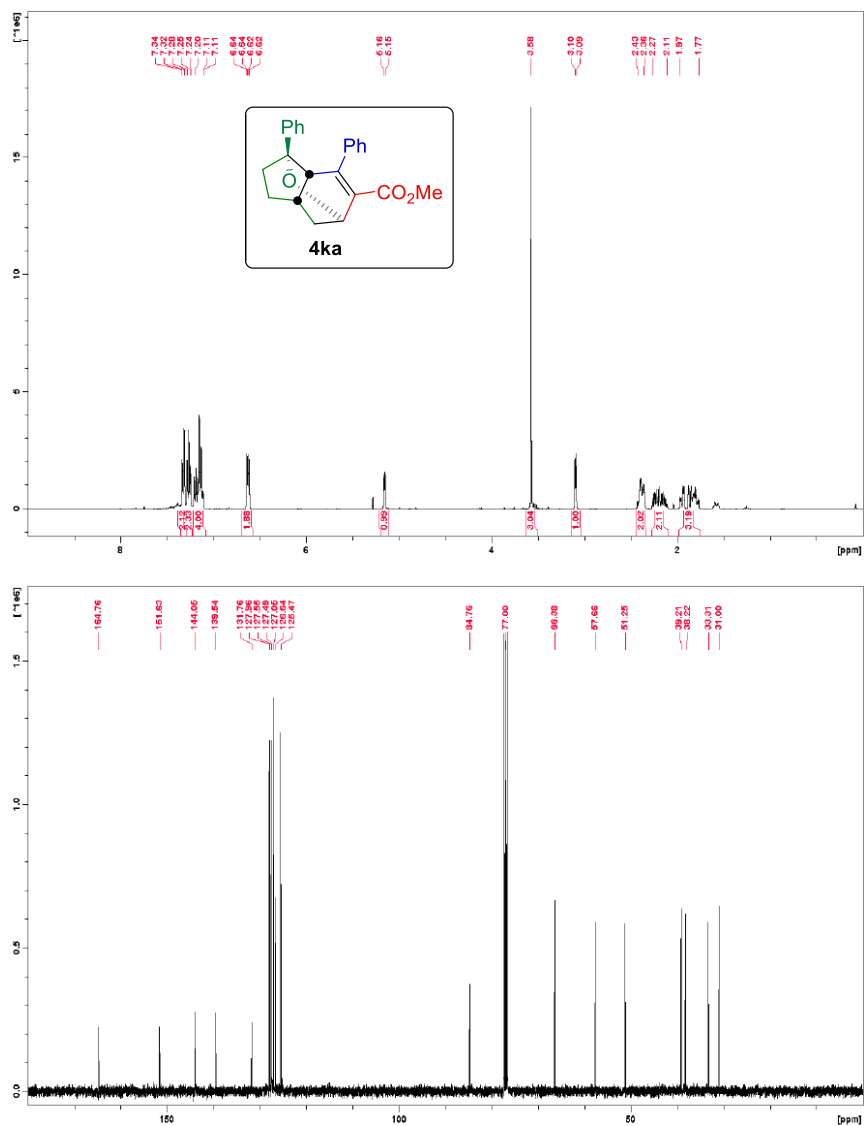 [*1e6]
7.34 7.32 7.28 7.25 7.24 7.20 7.11 7.11 6.64 6.64 6.62 6.62 5.16 5.15 3.58 3.10 3.09 2.43 2.36 2.27 2.11 1.97 1.77
15
10
5
0
Ph
Ph
O
CO2Me
4ka
2.12 2.33 4.00 1.88 0.99 3.04 1.00 2.02 2.11 3.19
8 6 4 2 [ppm]
[*1e6]
164.76 151.63 144.05 139.54 131.76 127.96 127.55 127.49 127.05 126.64 125.47 84.76 77.00 66.38 57.66 51.25 39.21 38.22 33.31 31.00
1.5
1.0
0.5
0.0
150 100 50 [ppm]